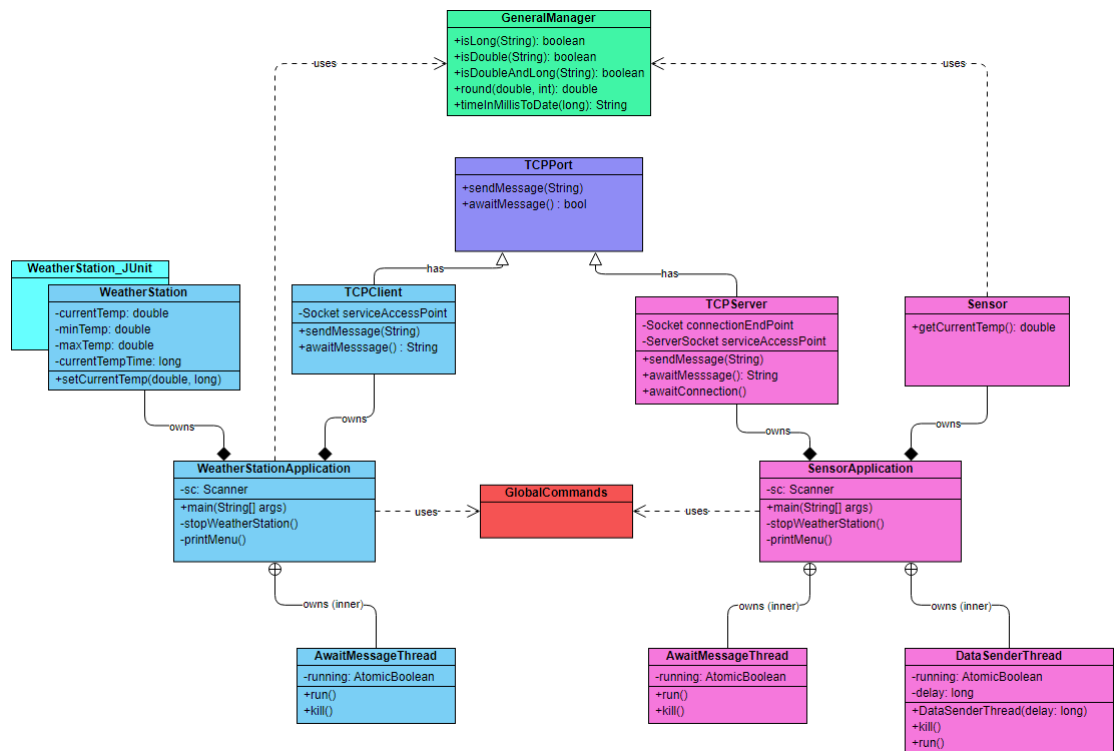 GeneralManager
+isLong(String): boolean
+isDouble(String): boolean
+isDoubleAndLong(String): boolean
+round(double, int): double
+timeInMillisToDate(long): String
uses
uses
TCPPort
+sendMessage(String)
+awaitMessage() : bool
has
has
WeatherStation_JUnit
WeatherStation
-currentTemp: double
-minTemp: double
-maxTemp: double
-currentTempTime: long
+setCurrentTemp(double, long)
TCPClient
-Socket serviceAccessPoint
+sendMessage(String)
+awaitMesssage() : String
TCPServer
-Socket connectionEndPoint
-ServerSocket serviceAccessPoint
+sendMessage(String)
+awaitMesssage(): String
+awaitConnection()
Sensor
+getCurrentTemp(): double
owns
owns
owns
owns
WeatherStationApplication
-sc: Scanner
+main(String[] args)
-stopWeatherStation()
-printMenu()
uses
GlobalCommands
uses
SensorApplication
-sc: Scanner
+main(String[] args)
-stopWeatherStation()
-printMenu()
owns (inner)
owns (inner)
owns (inner)
AwaitMessageThread
-running: AtomicBoolean
+run()
+kill()
AwaitMessageThread
-running: AtomicBoolean
+run()
+kill()
DataSenderThread
-running: AtomicBoolean
-delay: long
+DataSenderThread(delay: long)
+kill()
+run()